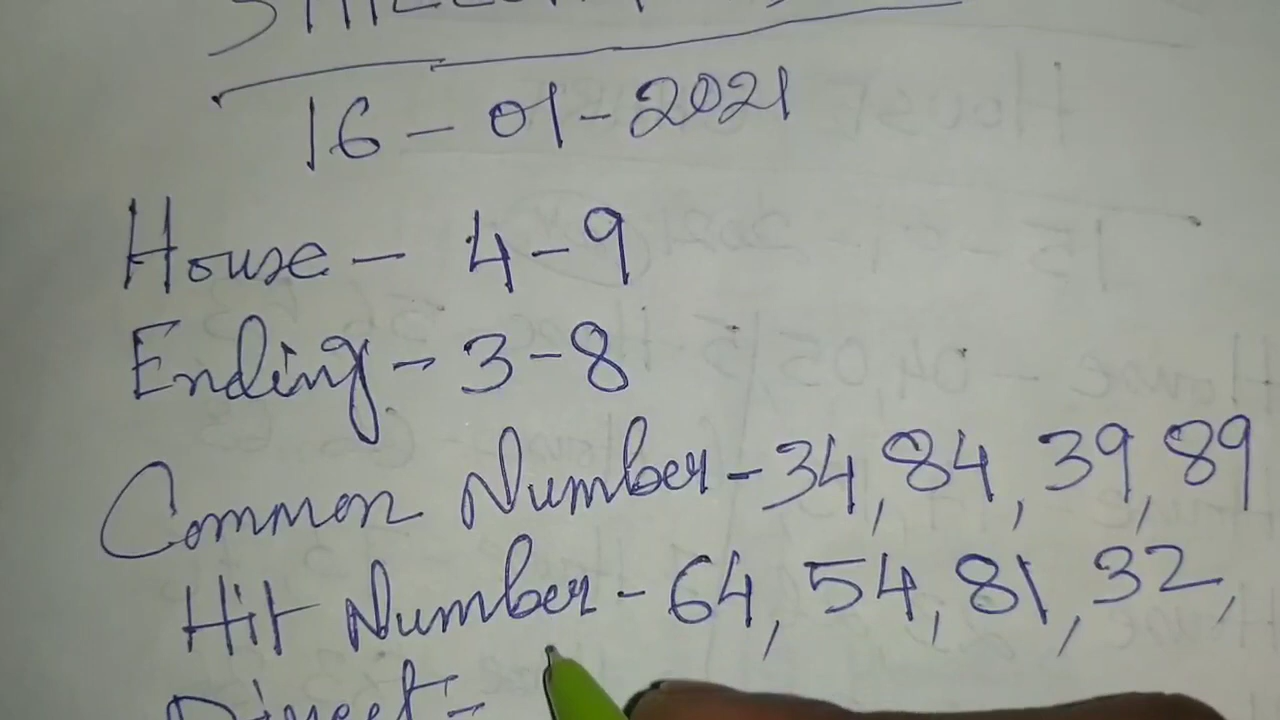 16-01-2021
House - 4-9
Ending - 3-8
Common Number - 34, 84, 39, 89
Hit Number - 64, 54, 81, 32,
Direct -